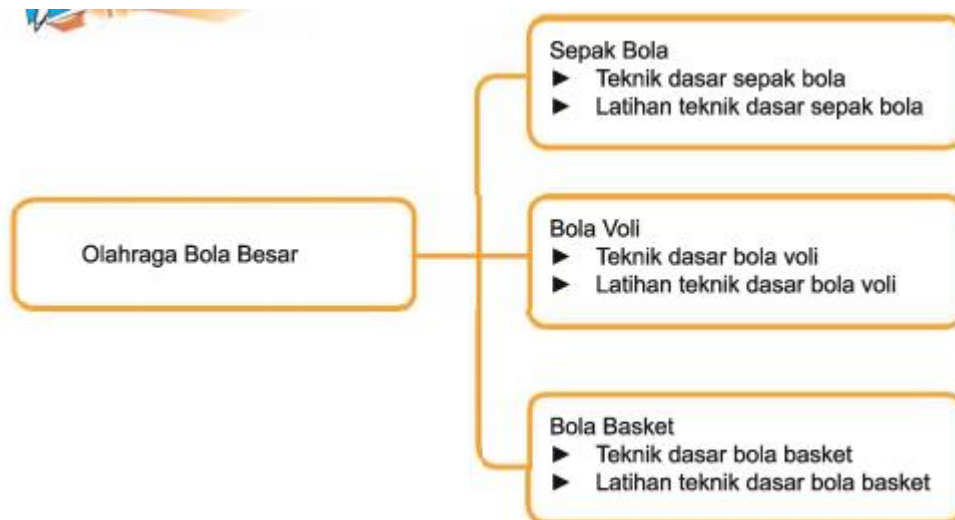 Olahraga Bola Besar
Sepak Bola
► Teknik dasar sepak bola
► Latihan teknik dasar sepak bola
Bola Voli
► Teknik dasar bola voli
► Latihan teknik dasar bola voli
Bola Basket
► Teknik dasar bola basket
► Latihan teknik dasar bola basket